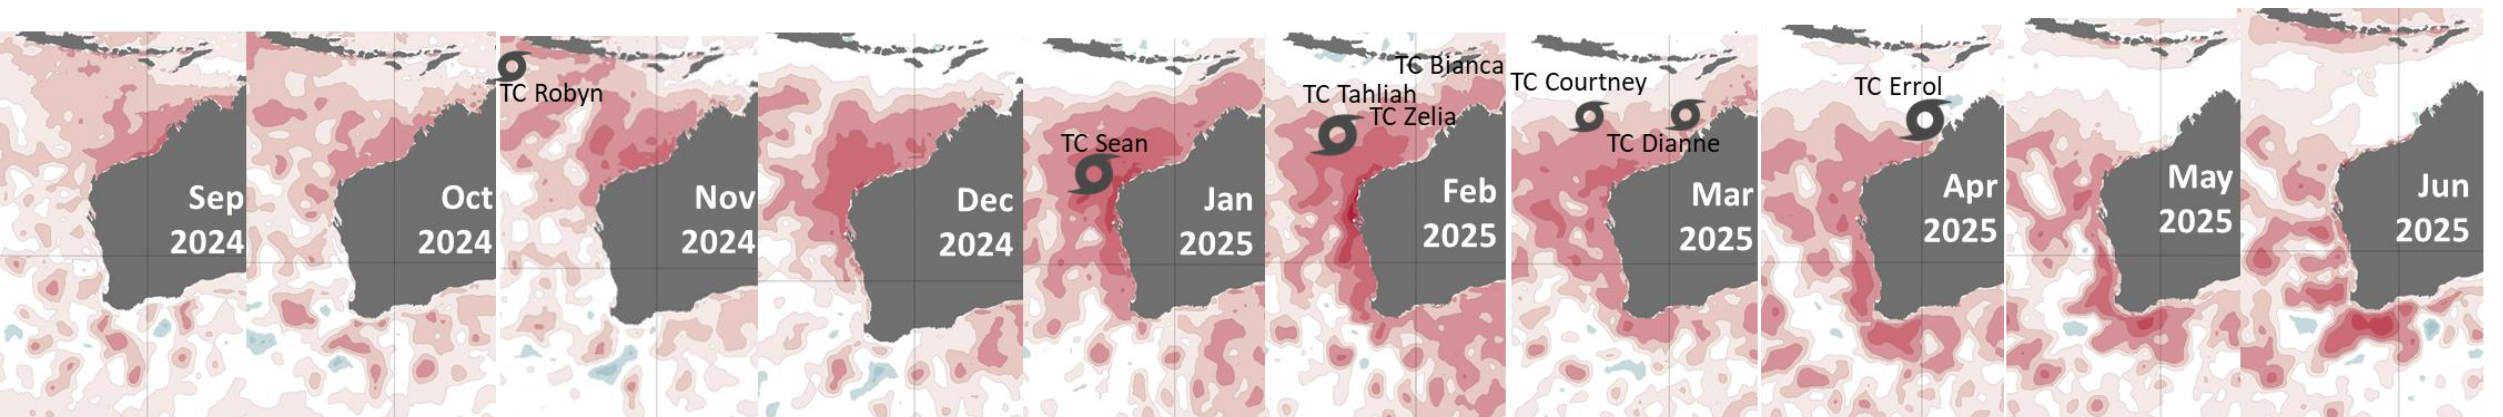 Sep
2024
Oct
2024
TC Robyn
Nov
2024
Dec
2024
TC Sean
Jan
2025
TC Bianca
TC Tahliah
TC Zelia
Feb
2025
TC Courtney
TC Dianne
Mar
2025
TC Errol
Apr
2025
May
2025
Jun
2025